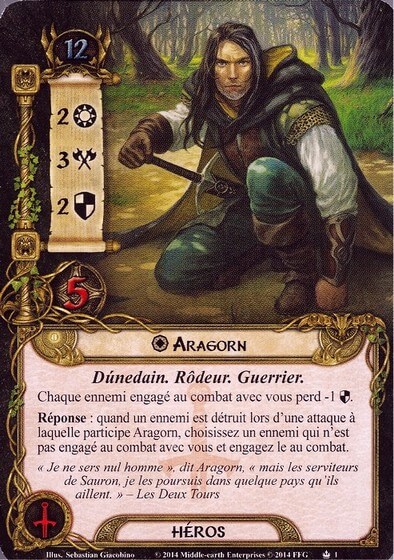 12
2
3
2
5
Aragorn
Dúnedain. Rôdeur. Guerrier.
Chaque ennemi engagé au combat avec vous perd -1
Réponse : quand un ennemi est détruit lors d'une attaque à
laquelle participe Aragorn, choisissez un ennemi qui n'est
pas engagé au combat avec vous et engagez le au combat.
« Je ne sers nul homme », dit Aragorn, « mais les serviteurs
de Sauron, je les poursuis dans quelque pays qu'ils
aillent. » – Les Deux Tours
HÉROS
Illus. Sebastian Giacobino © 2014 Middle-earth Enterprises © 2014 FFG 1